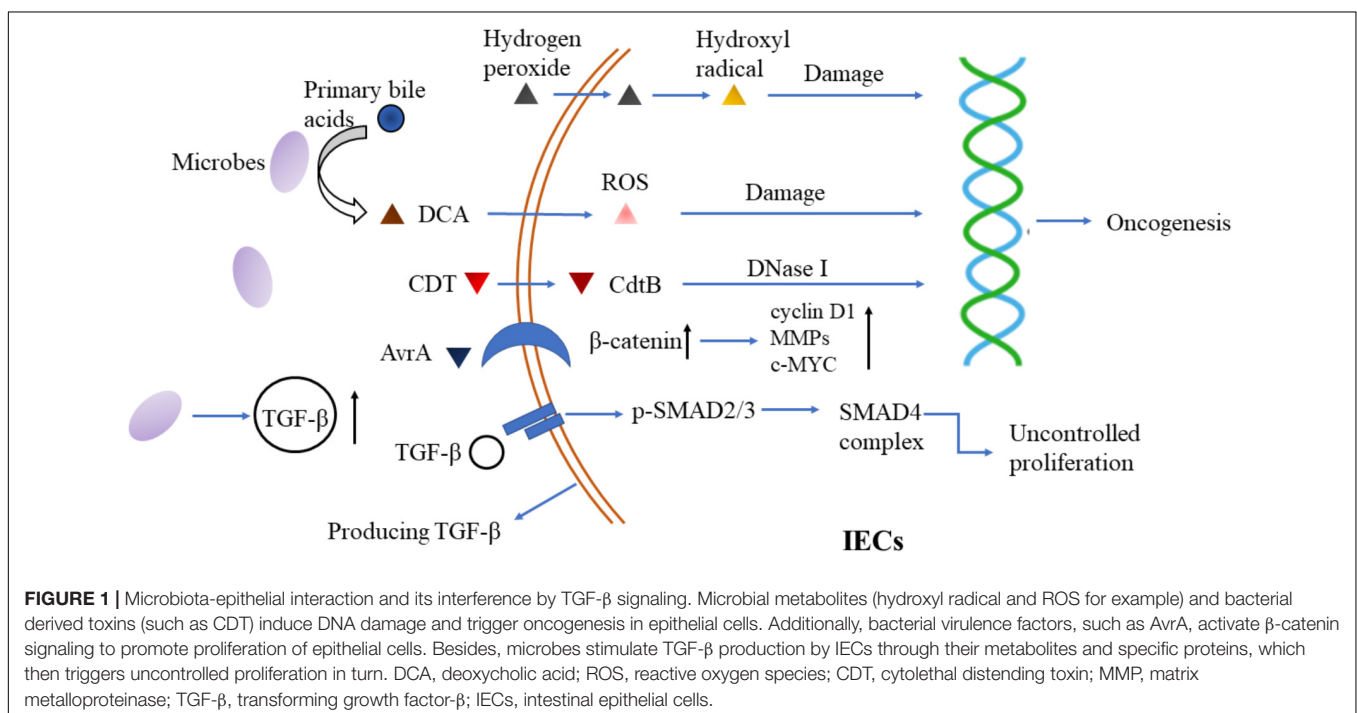 Hydrogen
peroxide
Hydroxyl
radical
Damage
Primary bile
acids
Microbes
DCA
ROS
Damage
Oncogenesis
CDT
CdtB
DNase I
AvrA
β-catenin
cyclin D1
MMPs
c-MYC
TGF-β
TGF-β
p-SMAD2/3
SMAD4
complex
Uncontrolled
proliferation
Producing TGF-β
IECs
FIGURE 1 | Microbiota-epithelial interaction and its interference by TGF-β signaling. Microbial metabolites (hydroxyl radical and ROS for example) and bacterial
derived toxins (such as CDT) induce DNA damage and trigger oncogenesis in epithelial cells. Additionally, bacterial virulence factors, such as AvrA, activate β-catenin
signaling to promote proliferation of epithelial cells. Besides, microbes stimulate TGF-β production by IECs through their metabolites and specific proteins, which
then triggers uncontrolled proliferation in turn. DCA, deoxycholic acid; ROS, reactive oxygen species; CDT, cytolethal distending toxin; MMP, matrix
metalloproteinase; TGF-β, transforming growth factor-β; IECs, intestinal epithelial cells.